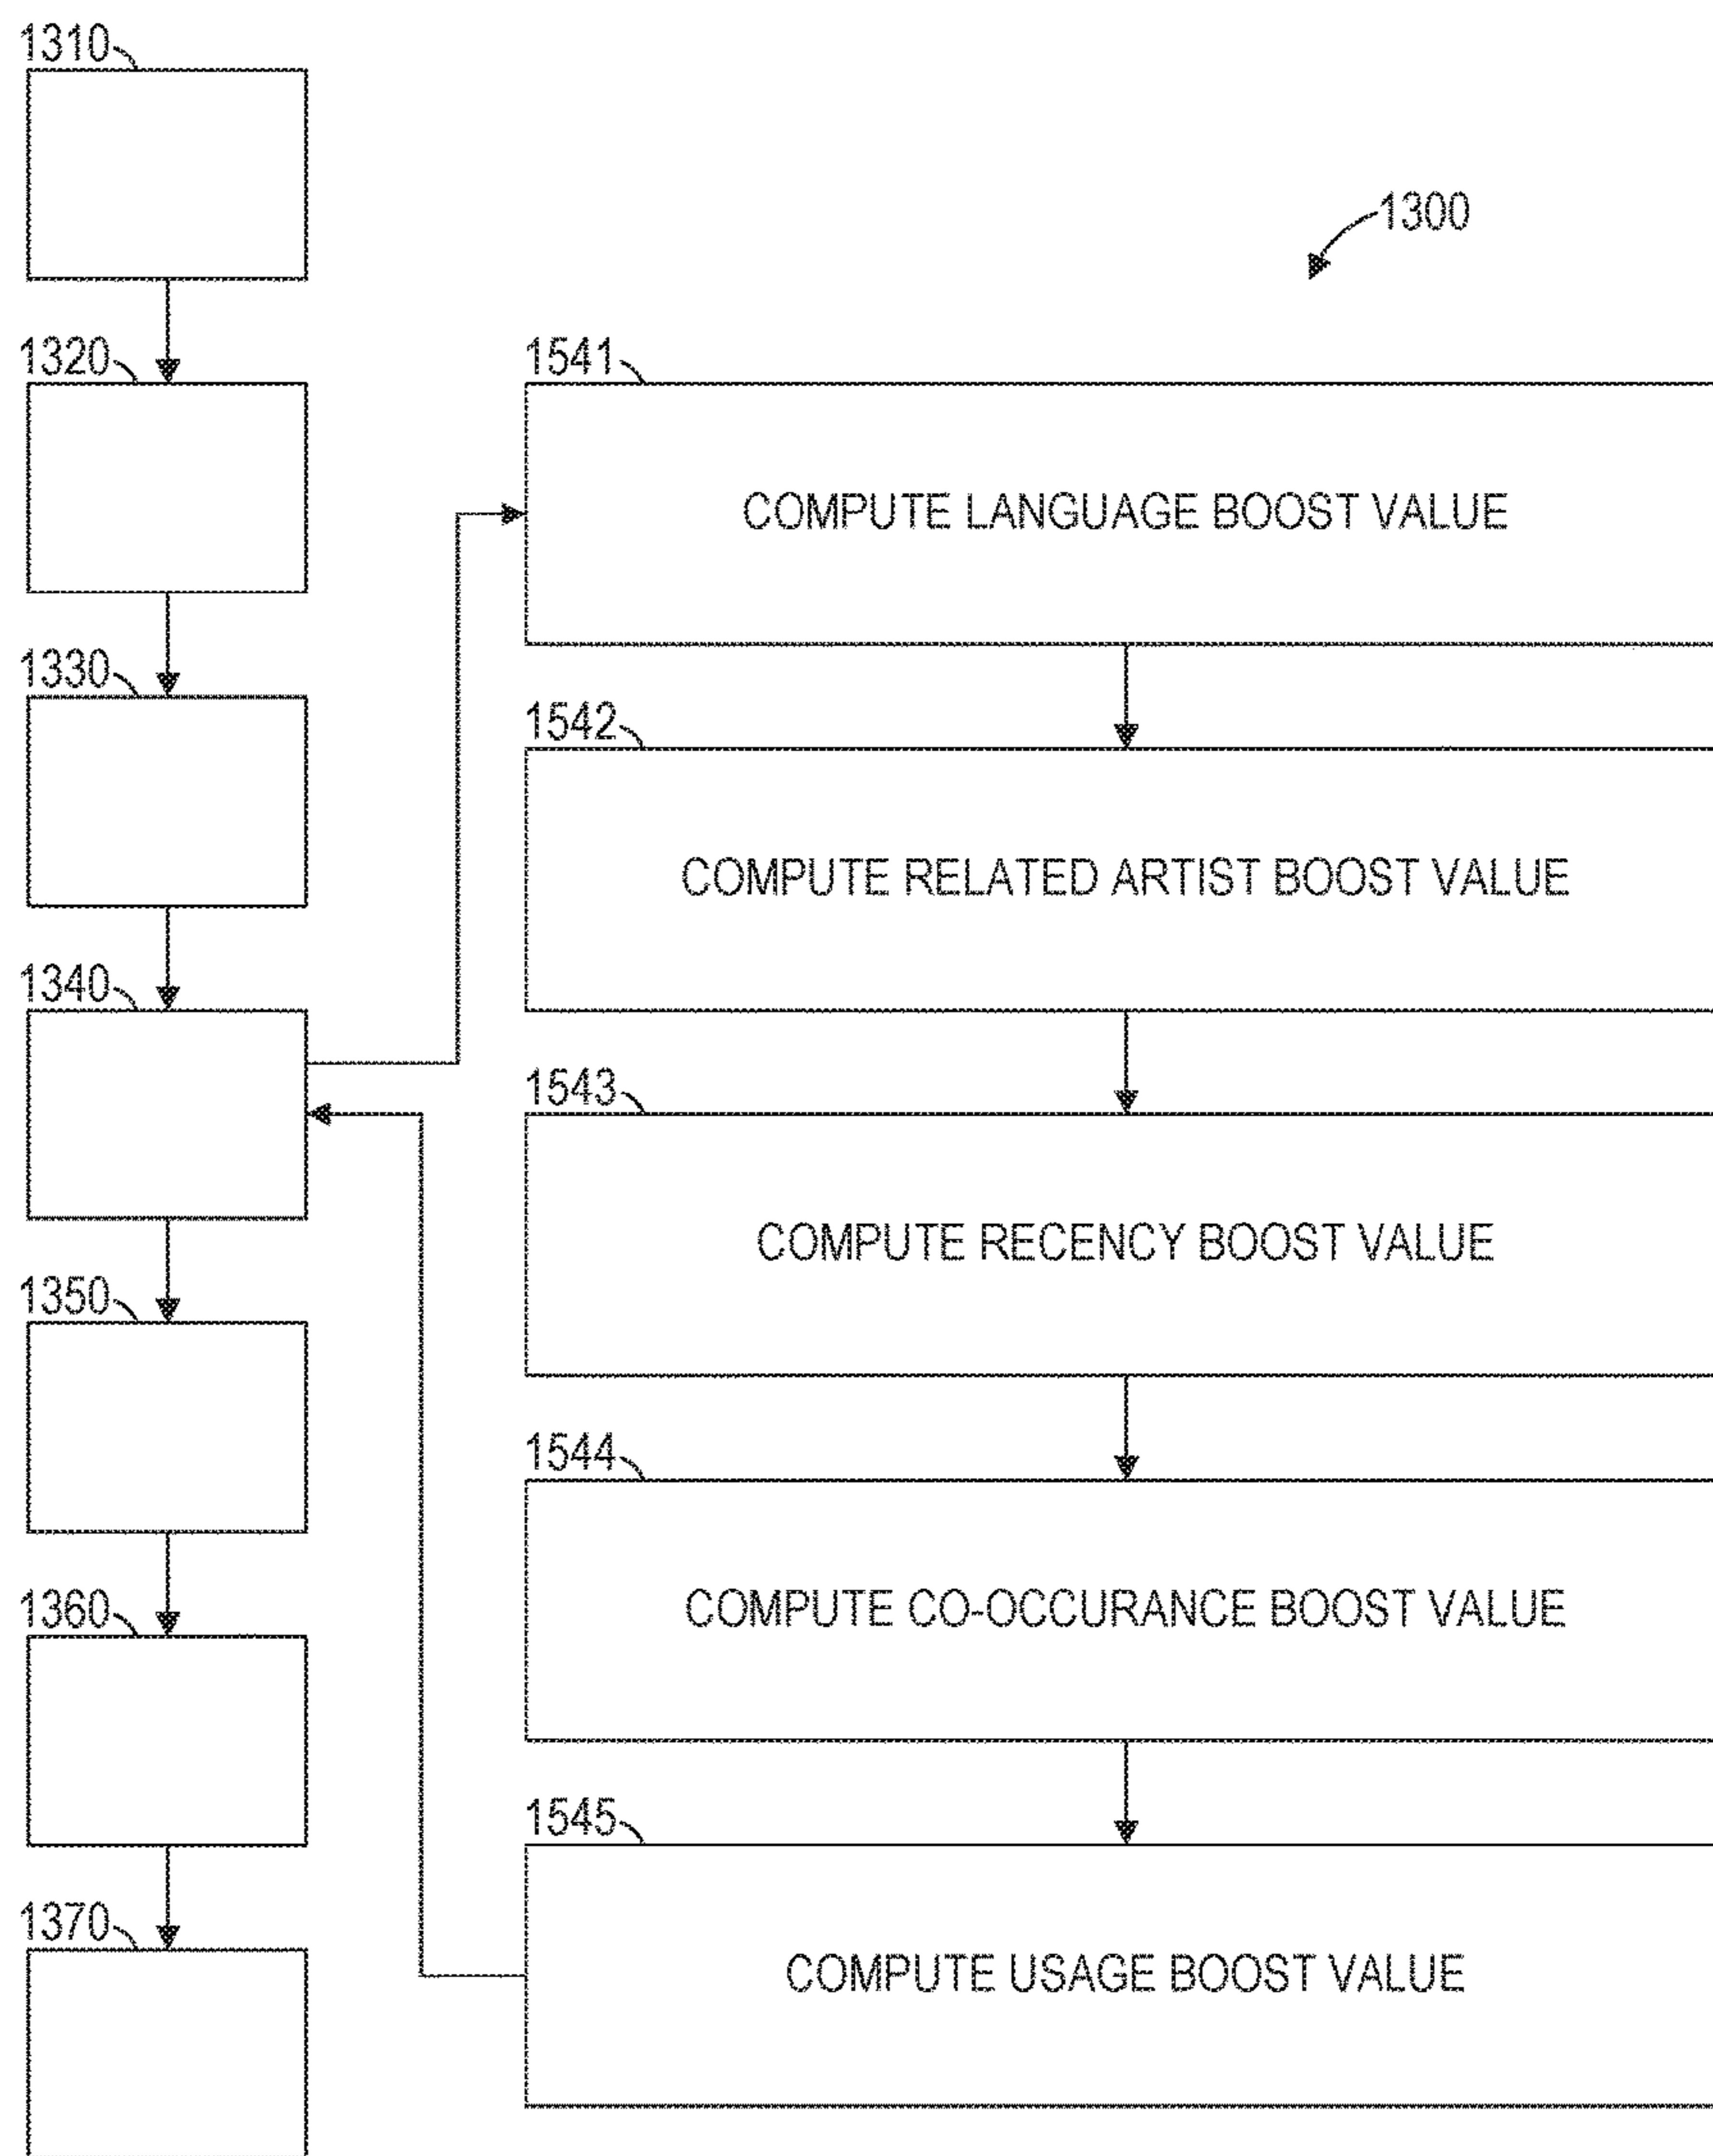 1310
1300
1320
1541
COMPUTE LANGUAGE BOOST VALUE
1330
1542
COMPUTE RELATED ARTIST BOOST VALUE
1340
1543
COMPUTE RECENCY BOOST VALUE
1350
1544
COMPUTE CO-OCCURANCE BOOST VALUE
1360
1545
COMPUTE USAGE BOOST VALUE
1370